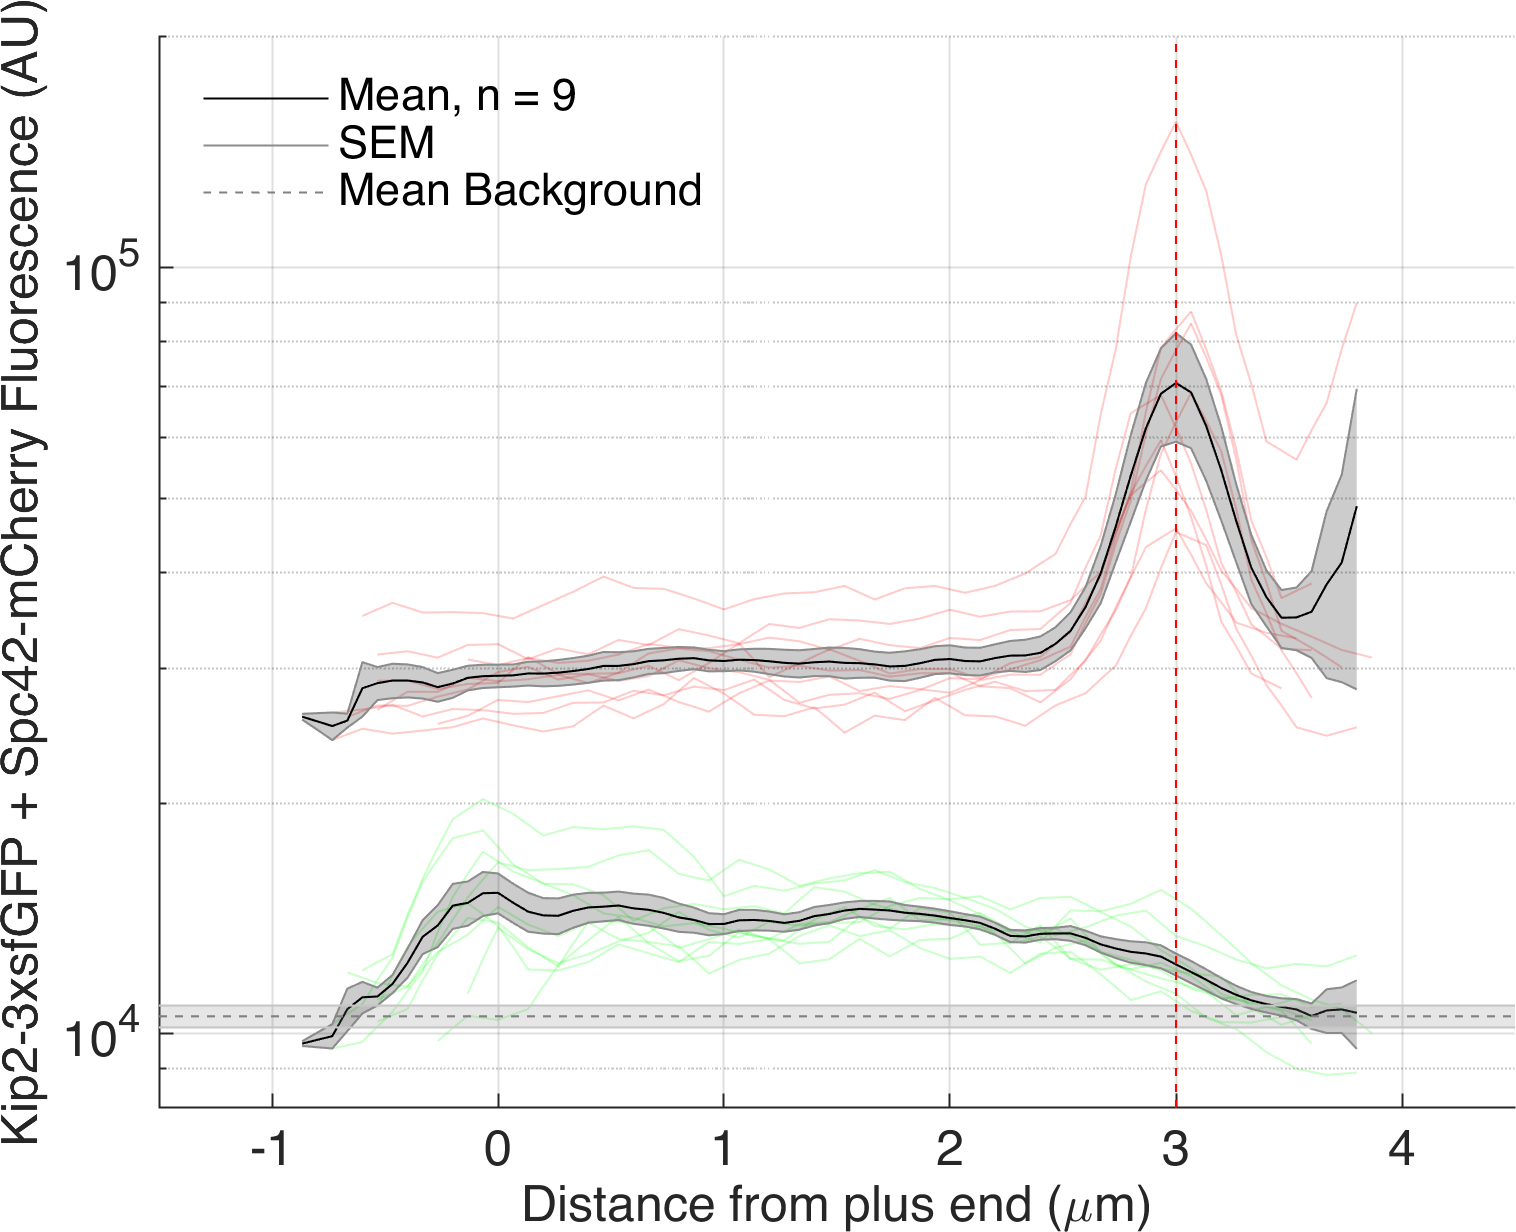 Kip2-3xsfGFP + Spc42-mCherry Fluorescence (AU)
Mean, n = 9
SEM
Mean Background
10^5
10^4
-1 0 1 2 3 4
Distance from plus end (μm)